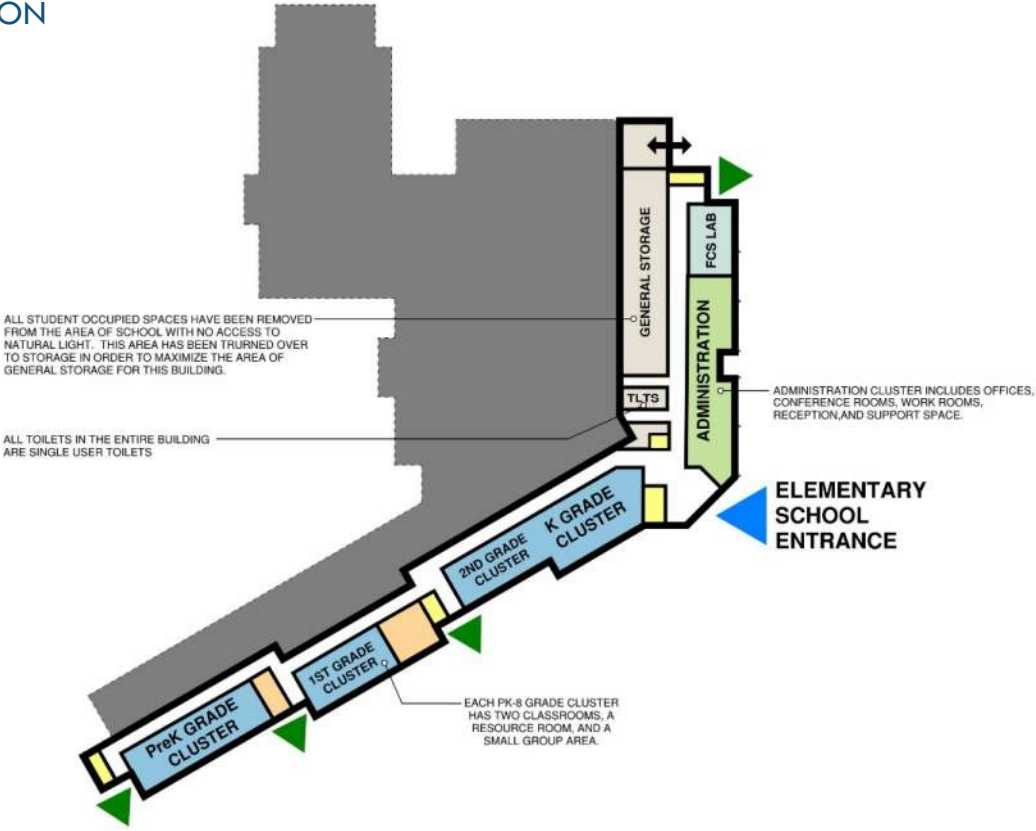 ON
GENERAL STORAGE
FCS LAB
ALL STUDENT OCCUPIED SPACES HAVE BEEN REMOVED
FROM THE AREA OF SCHOOL WITH NO ACCESS TO
NATURAL LIGHT. THIS AREA HAS BEEN TRURNED OVER
TO STORAGE IN ORDER TO MAXIMIZE THE AREA OF
GENERAL STORAGE FOR THIS BUILDING.
ADMINISTRATION
ADMINISTRATION CLUSTER INCLUDES OFFICES,
CONFERENCE ROOMS, WORK ROOMS,
RECEPTION,AND SUPPORT SPACE.
TLTS
ALL TOILETS IN THE ENTIRE BUILDING
ARE SINGLE USER TOILETS
ELEMENTARY
SCHOOL
ENTRANCE
K GRADE
CLUSTER
2ND GRADE
CLUSTER
1ST GRADE
CLUSTER
EACH PK-8 GRADE CLUSTER
HAS TWO CLASSROOMS, A
RESOURCE ROOM, AND A
SMALL GROUP AREA.
PreK GRADE
CLUSTER